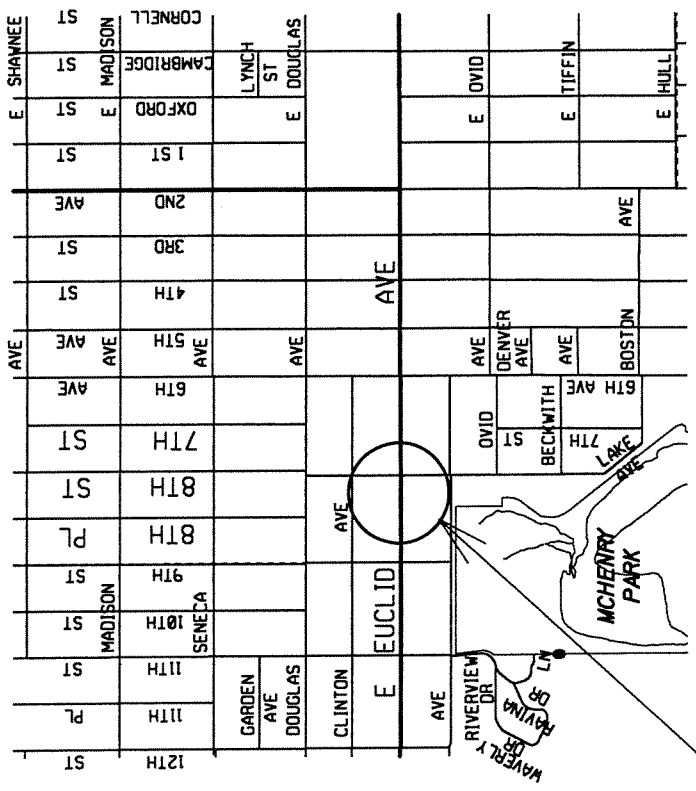 E SHAWNEE AVE
E MADISON AVE
MADISON
SENECA AVE
CORNELL ST
CAMBRIDGE ST
OXFORD ST
1 ST ST
2ND AVE
3RD ST
4TH ST
5TH AVE
6TH AVE
7TH ST
8TH ST
8TH PL
9TH ST
10TH ST
11TH ST
11TH PL
12TH ST
LYNCH
ST
E DOUGLAS AVE
GARDEN
AVE
DOUGLAS
CLINTON AVE
E EUCLID AVE
E OVID AVE
E TIFFIN AVE
E HULL
AVE
DENVER
AVE
BOSTON
OVID AVE
BECKWITH
6TH AVE
7TH ST
LAKE
AVE
MCHENRY
PARK
RIVERVIEW
DR
RAVINA
DR
LN
WAVERLY
DR